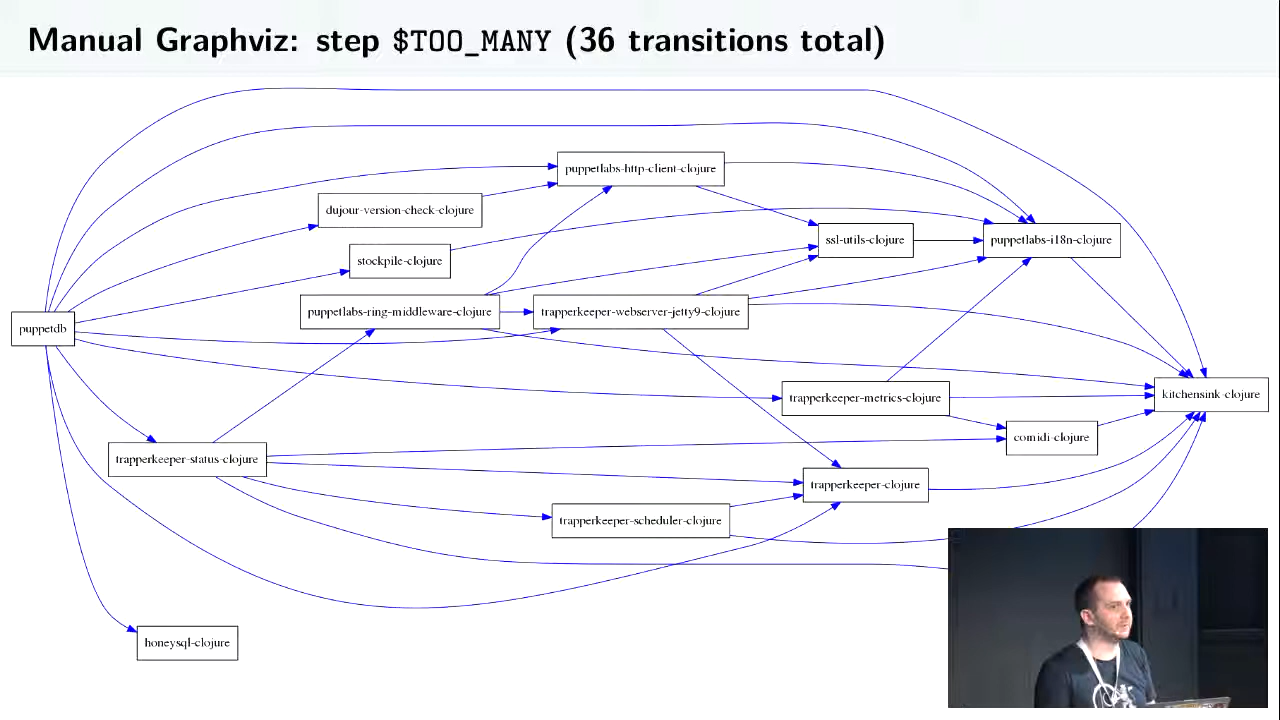 Manual Graphviz: step $TOO_MANY (36 transitions total)
puppetlabs-http-client-clojure
dujour-version-check-clojure
ssl-utils-clojure
puppetlabs-i18n-clojure
stockpile-clojure
puppetlabs-ring-middleware-clojure
trapperkeeper-webserver-jetty9-clojure
puppetdb
trapperkeeper-metrics-clojure
kitchensink-clojure
comidi-clojure
trapperkeeper-status-clojure
trapperkeeper-clojure
trapperkeeper-scheduler-clojure
honeysql-clojure